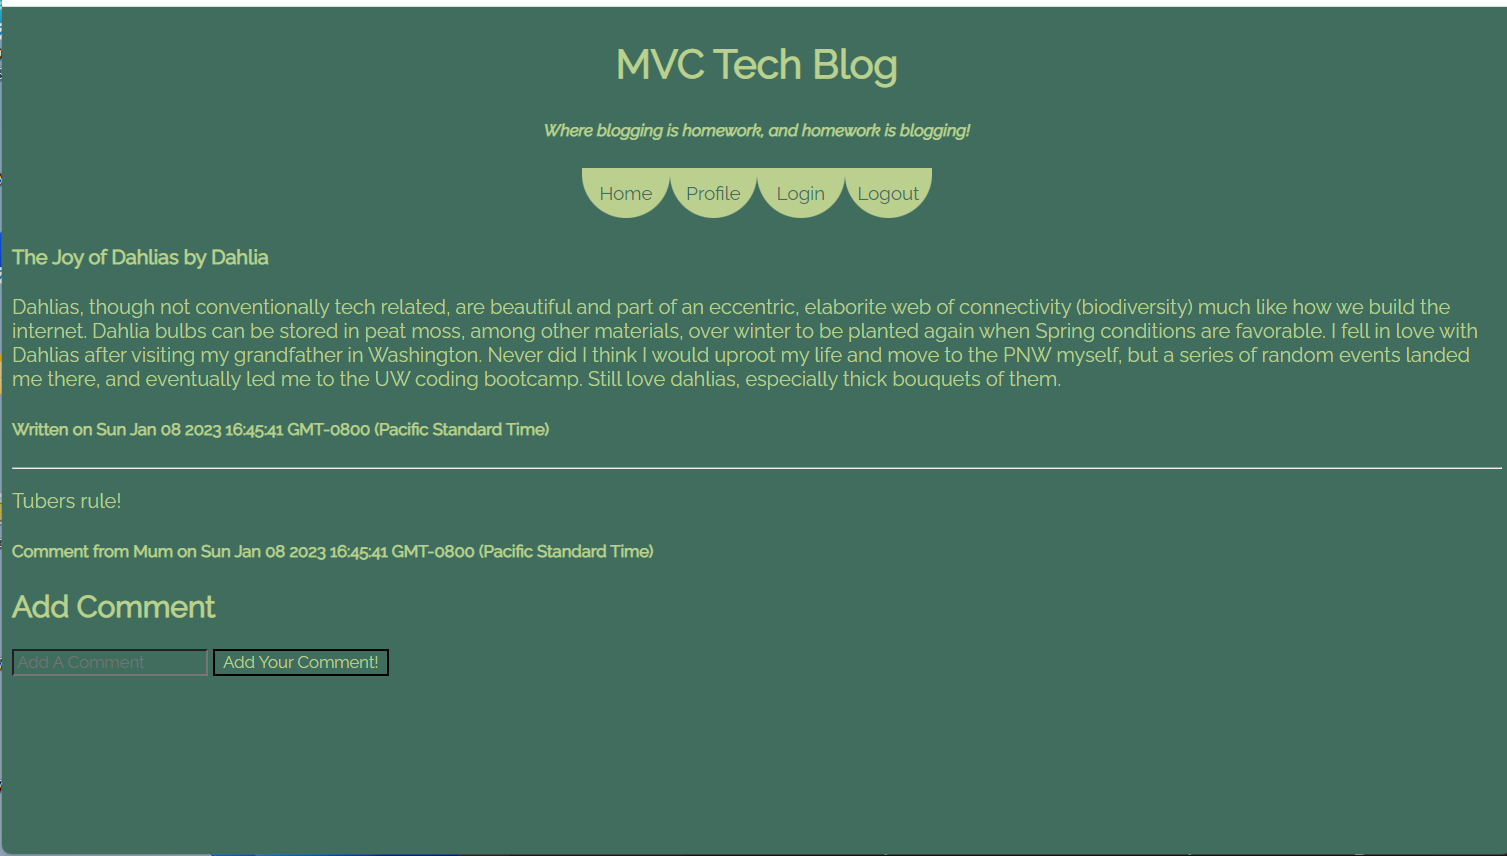 MVC Tech Blog
Where blogging is homework, and homework is blogging!
Home Profile Login Logout
The Joy of Dahlias by Dahlia
Dahlias, though not conventionally tech related, are beautiful and part of an eccentric, elaborite web of connectivity (biodiversity) much like how we build the
internet. Dahlia bulbs can be stored in peat moss, among other materials, over winter to be planted again when Spring conditions are favorable. I fell in love with
Dahlias after visiting my grandfather in Washington. Never did I think I would uproot my life and move to the PNW myself, but a series of random events landed
me there, and eventually led me to the UW coding bootcamp. Still love dahlias, especially thick bouquets of them.
Written on Sun Jan 08 2023 16:45:41 GMT-0800 (Pacific Standard Time)
Tubers rule!
Comment from Mum on Sun Jan 08 2023 16:45:41 GMT-0800 (Pacific Standard Time)
Add Comment
Add A Comment Add Your Comment!